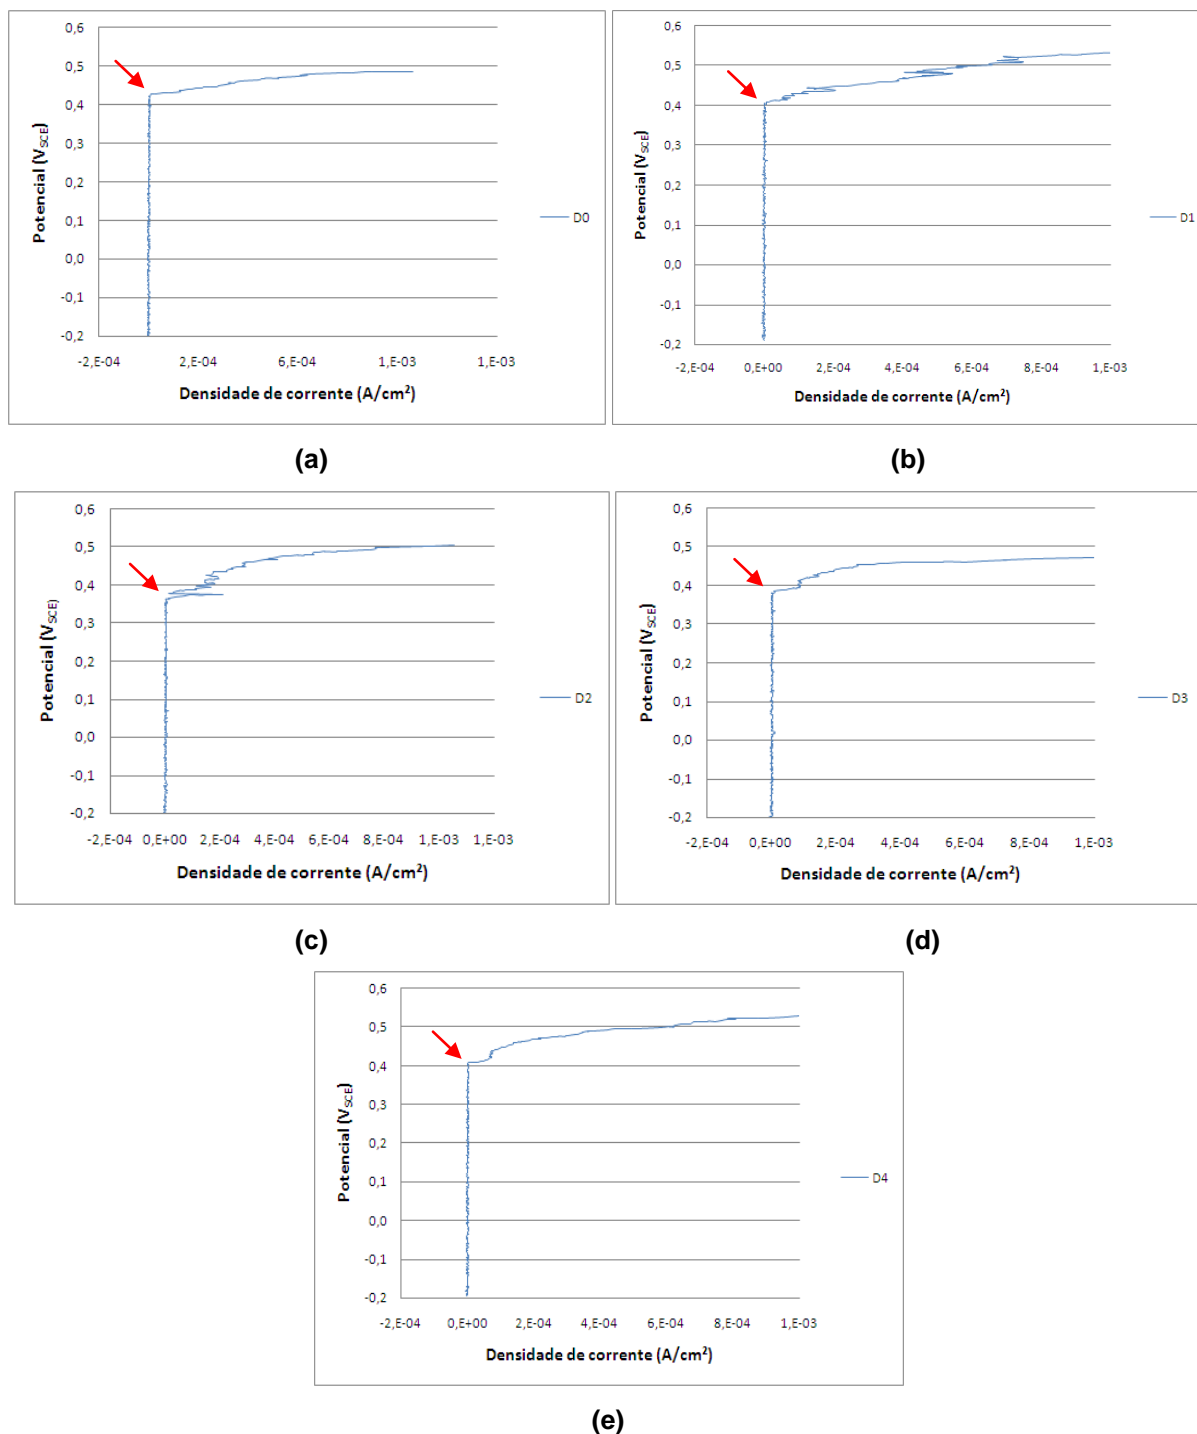 0,6
0,5
0,4
0,3
0,2
0,1
0,0
-0,1
-0,2
Potencial (VSCE)
-2,E-04 2,E-04 6,E-04 1,E-03 1,E-03
Densidade de corrente (A/cm²)
D0
(a)
0,6
0,5
0,4
0,3
0,2
0,1
0,0
-0,1
-0,2
Potencial (VSCE)
-2,E-04 0,E+00 2,E-04 4,E-04 6,E-04 8,E-04 1,E-03
Densidade de corrente (A/cm²)
D1
(b)
0,6
0,5
0,4
0,3
0,2
0,1
0,0
-0,1
-0,2
Potencial (VSCE)
-2,E-04 0,E+00 2,E-04 4,E-04 6,E-04 8,E-04 1,E-03 1,E-03
Densidade de corrente (A/cm²)
D2
(c)
0,6
0,5
0,4
0,3
0,2
0,1
0,0
-0,1
-0,2
Potencial (VSCE)
-2,E-04 0,E+00 2,E-04 4,E-04 6,E-04 8,E-04 1,E-03
Densidade de corrente (A/cm²)
D3
(d)
0,6
0,5
0,4
0,3
0,2
0,1
0,0
-0,1
-0,2
Potencial (VSCE)
-2,E-04 0,E+00 2,E-04 4,E-04 6,E-04 8,E-04 1,E-03
Densidade de corrente (A/cm²)
D4
(e)